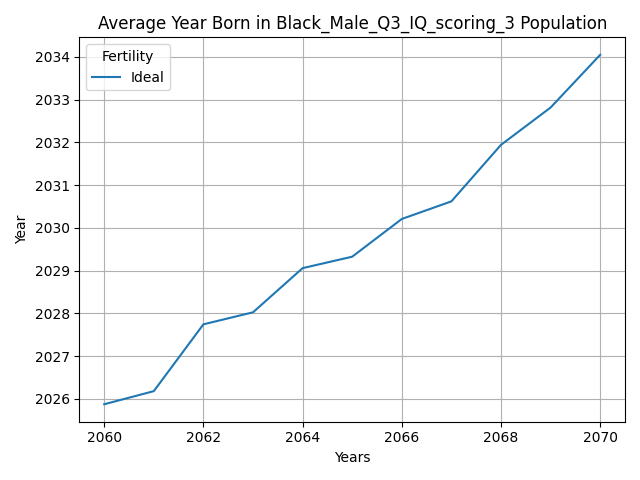 Average Year Born in Black_Male_Q3_IQ_scoring_3 Population
Fertility
Ideal
2034
2033
2032
2031
2030
2029
2028
2027
2026
Year
2060 2062 2064 2066 2068 2070
Years